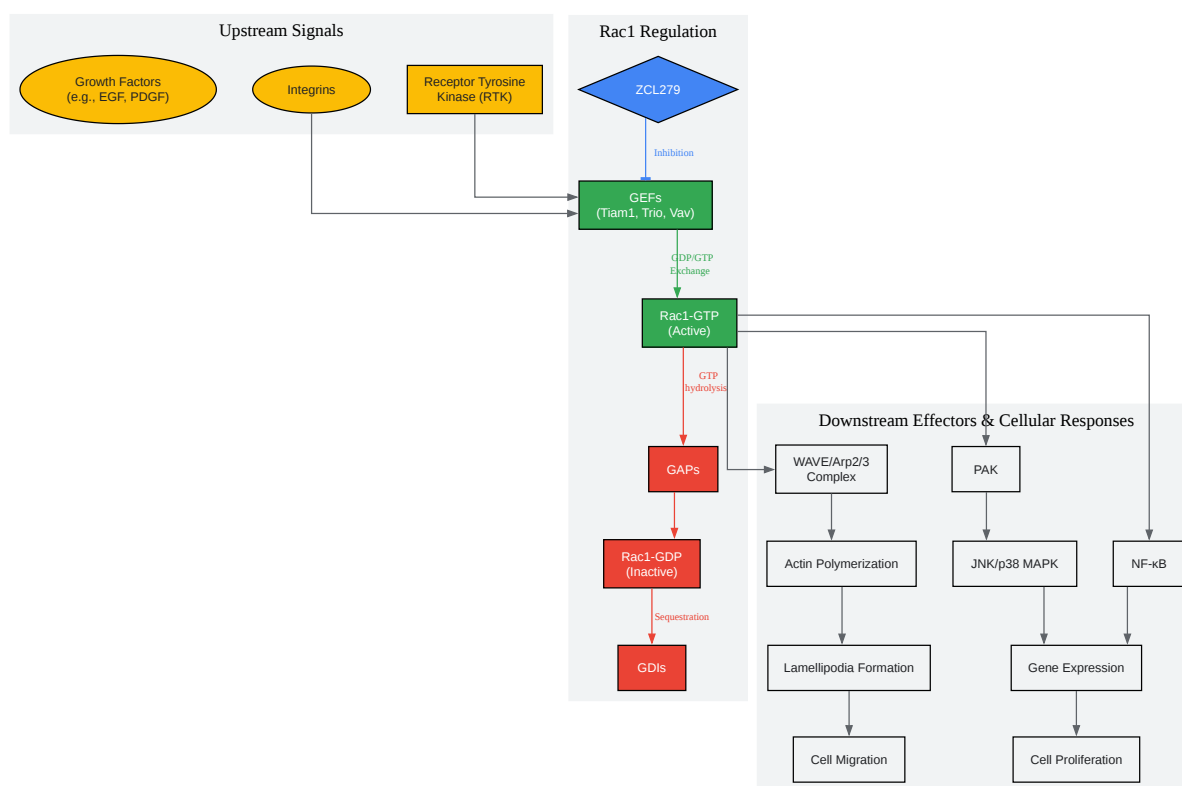 Upstream Signals
Growth Factors
(e.g., EGF, PDGF)
Integrins
Receptor Tyrosine
Kinase (RTK)
Rac1 Regulation
ZCL279
Inhibition
GEFs
(Tiam1, Trio, Vav)
GDP/GTP
Exchange
Rac1-GTP
(Active)
GTP
hydrolysis
GAPs
Rac1-GDP
(Inactive)
Sequestration
GDIs
Downstream Effectors & Cellular Responses
WAVE/Arp2/3
Complex
PAK
Actin Polymerization
JNK/p38 MAPK
NF-κB
Lamellipodia Formation
Gene Expression
Cell Migration
Cell Proliferation